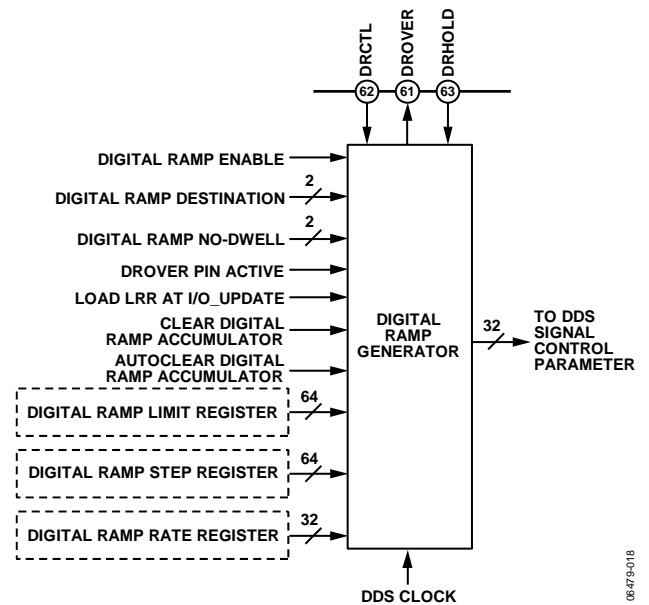 DRCTL
DROVER
DRHOLD
62
61
63
DIGITAL RAMP ENABLE
2
DIGITAL RAMP DESTINATION
2
DIGITAL RAMP NO-DWELL
DROVER PIN ACTIVE
LOAD LRR AT I/O_UPDATE
CLEAR DIGITAL
RAMP ACCUMULATOR
AUTOCLEAR DIGITAL
RAMP ACCUMULATOR
64
DIGITAL RAMP LIMIT REGISTER
64
DIGITAL RAMP STEP REGISTER
32
DIGITAL RAMP RATE REGISTER
DIGITAL
RAMP
GENERATOR
32
TO DDS
SIGNAL
CONTROL
PARAMETER
DDS CLOCK
06479-018